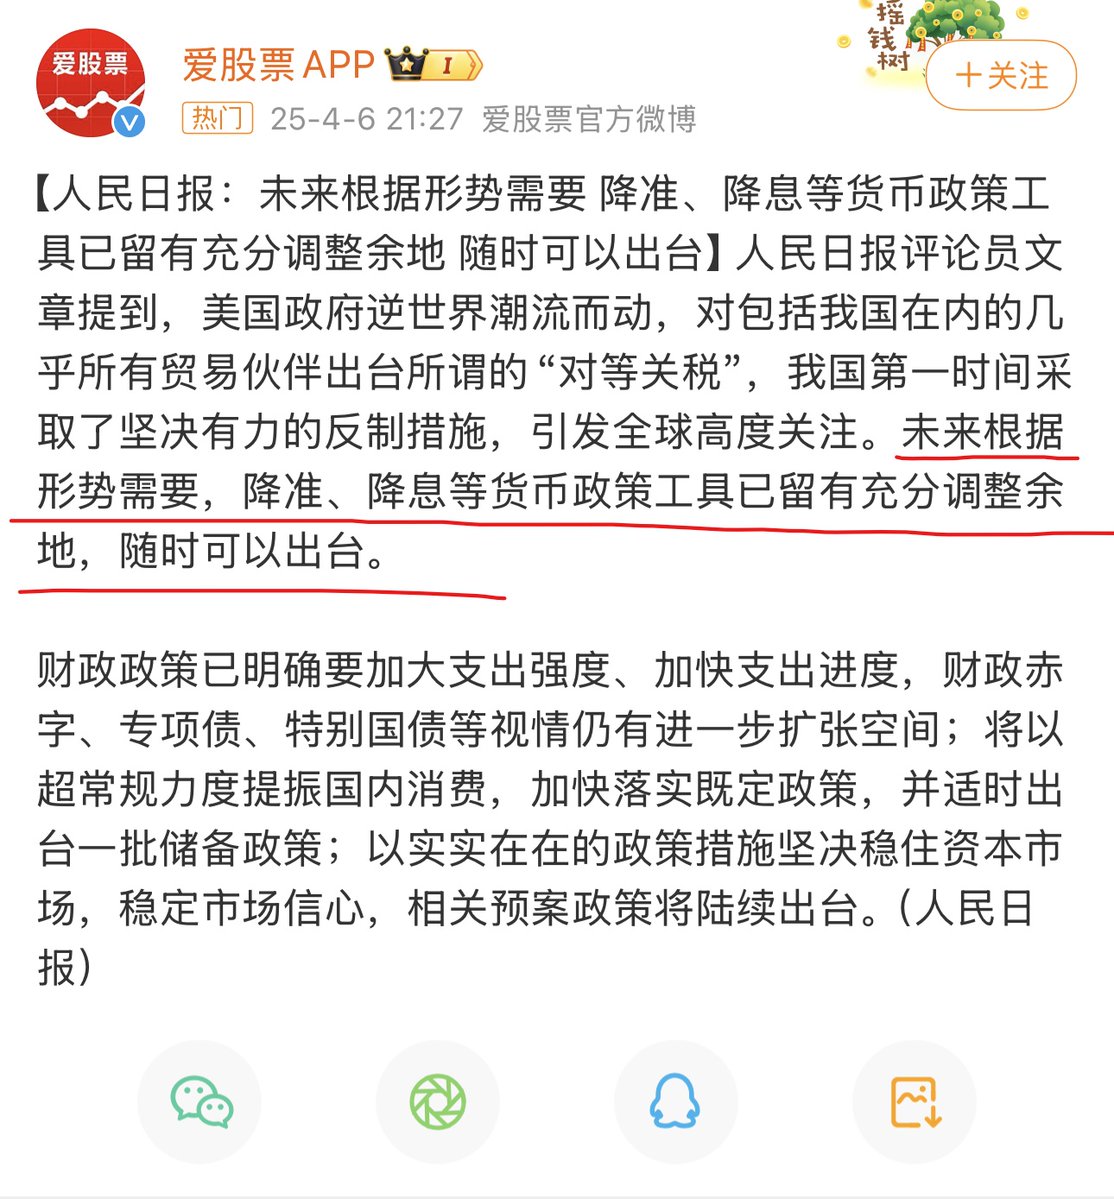 摇钱树
爱股票
爱股票APP
I
+关注
热门 25-4-6 21:27 爱股票官方微博
【人民日报：未来根据形势需要 降准、降息等货币政策工
具已留有充分调整余地 随时可以出台】人民日报评论员文
章提到，美国政府逆世界潮流而动，对包括我国在内的几
乎所有贸易伙伴出台所谓的“对等关税”，我国第一时间采
取了坚决有力的反制措施，引发全球高度关注。未来根据
形势需要，降准、降息等货币政策工具已留有充分调整余
地，随时可以出台。
财政政策已明确要加大支出强度、加快支出进度，财政赤
字、专项债、特别国债等视情仍有进一步扩张空间；将以
超常规力度提振国内消费，加快落实既定政策，并适时出
台一批储备政策；以实实在在的政策措施坚决稳住资本市
场，稳定市场信心，相关预案政策将陆续出台。（人民日
报）